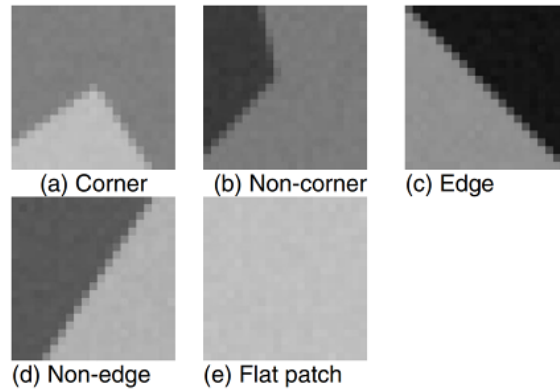 (a) Corner
(b) Non-corner
(c) Edge
(d) Non-edge
(e) Flat patch